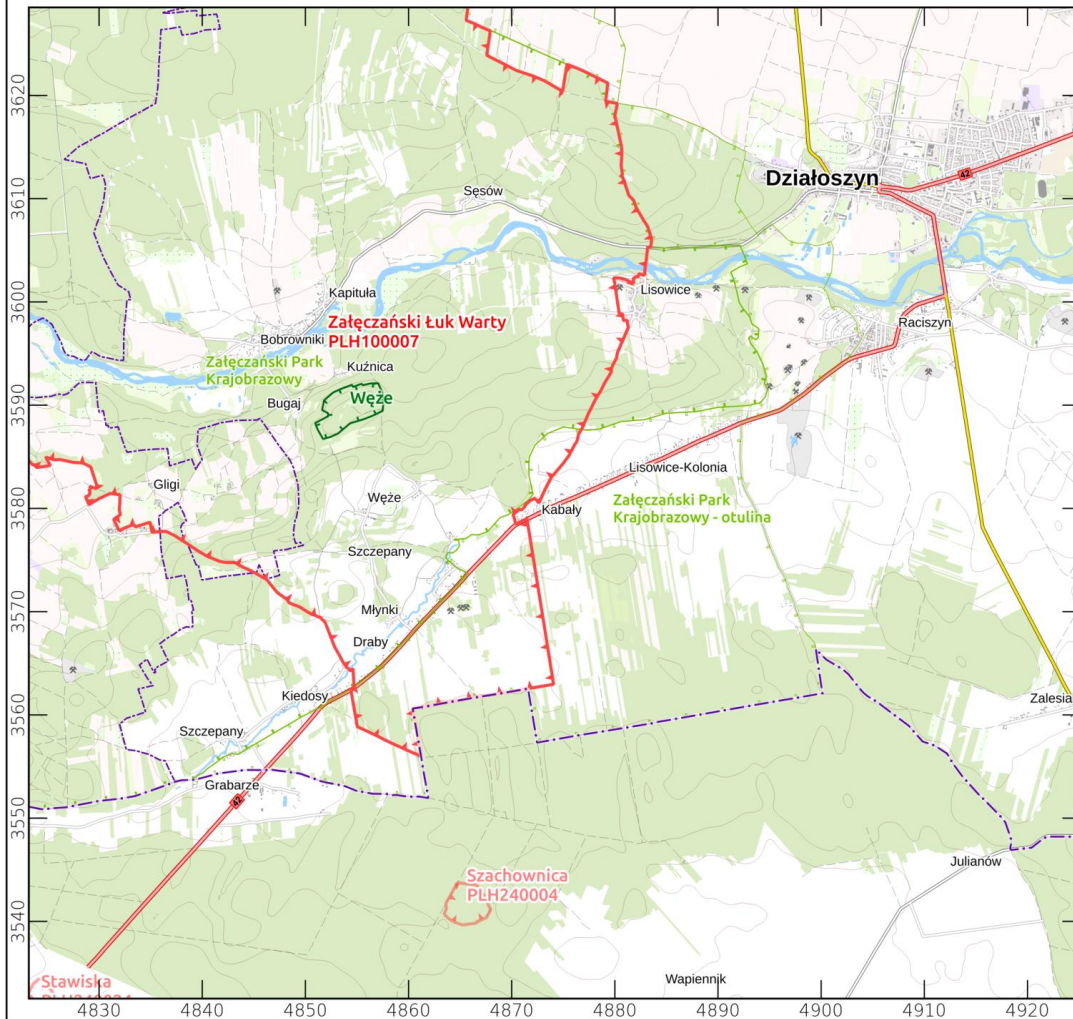 3620
3610
3600
3590
3580
3570
3560
3550
3540
Działoszyn
42
Sęsów
Kapituła
Lisowice
Raciszyn
Załęczański Łuk Warty
PLH100007
Bobrowniki
Załęczański Park
Krajobrazowy
Kuźnica
Węże
Bugaj
Lisowice-Kolonia
Gligi
Węże
Kabały
Załęczański Park
Krajobrazowy - otulina
Szczepany
Młynki
Draby
Kiedosy
Zalesia
Szczepany
Grabarze
42
Julianów
Szachownica
PLH240004
Wapiennik
Stawiska
4830
4840
4850
4860
4870
4880
4890
4900
4910
4920